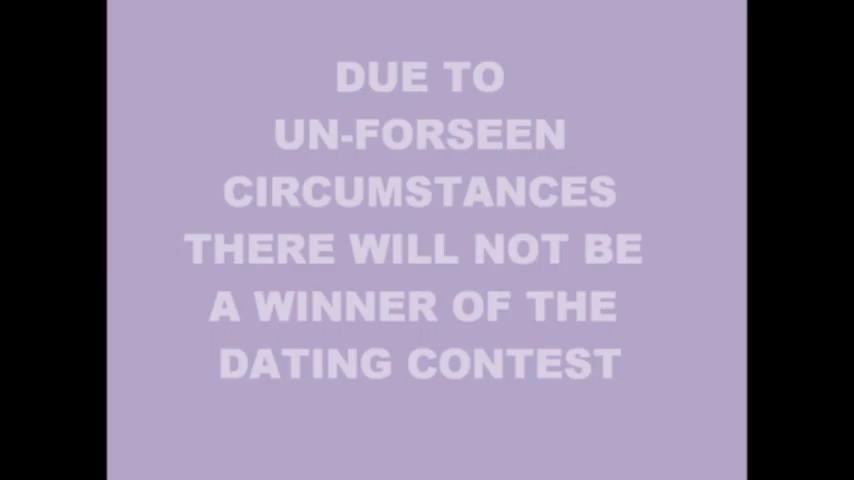 DUE TO
UN-FORSEEN
CIRCUMSTANCES
THERE WILL NOT BE
A WINNER OF THE
DATING CONTEST